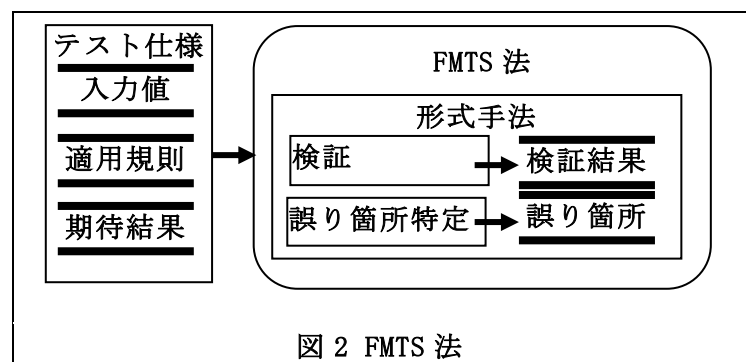 テスト仕様
入力値
適用規則
期待結果
FMTS 法
形式手法
検証
検証結果
誤り箇所特定
誤り箇所
図 2 FMTS 法